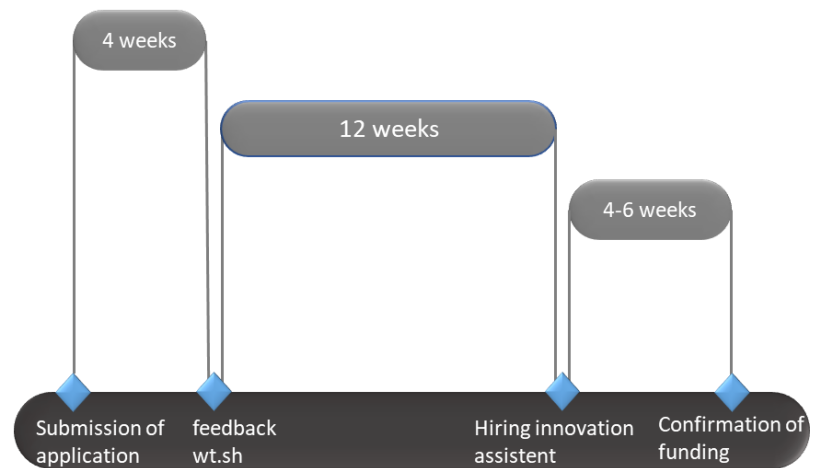 4 weeks
12 weeks
4-6 weeks
Submission of
application
feedback
wt.sh
Hiring innovation
assistent
Confirmation of
funding